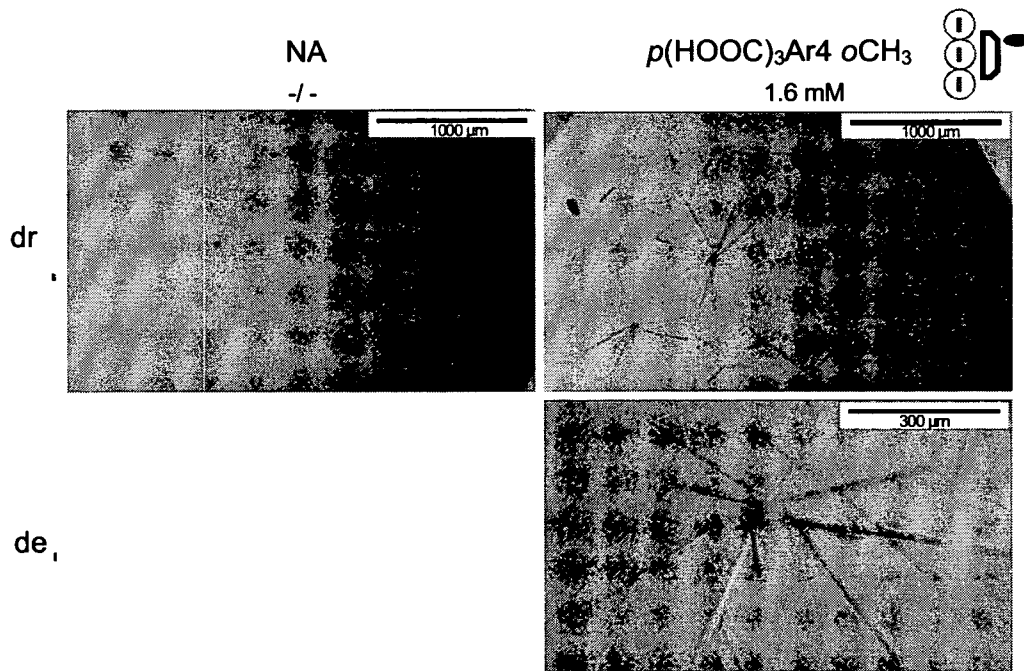 NA
-/-
p(HOOC)₃Ar4 oCH₃
1.6 mM
1000 µm
1000 µm
dr
300 µm
de